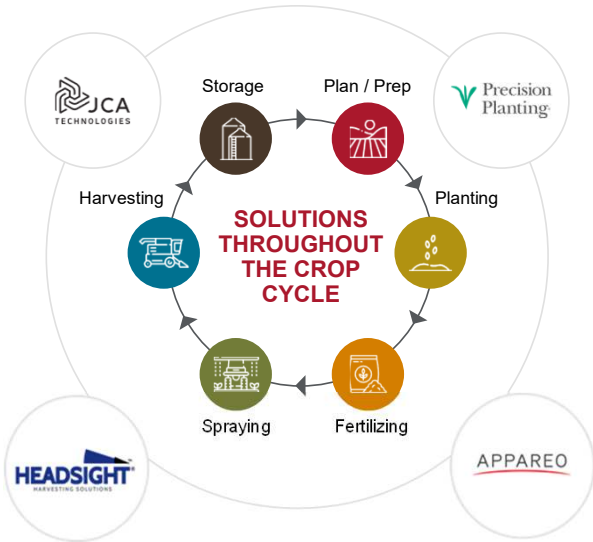 Storage
Plan / Prep
JCA
TECHNOLOGIES
Precision
Planting.
Harvesting
Planting
SOLUTIONS
THROUGHOUT
THE CROP
CYCLE
Spraying
Fertilizing
HEADSIGHT®
HARVESTING SOLUTIONS
APPAREO